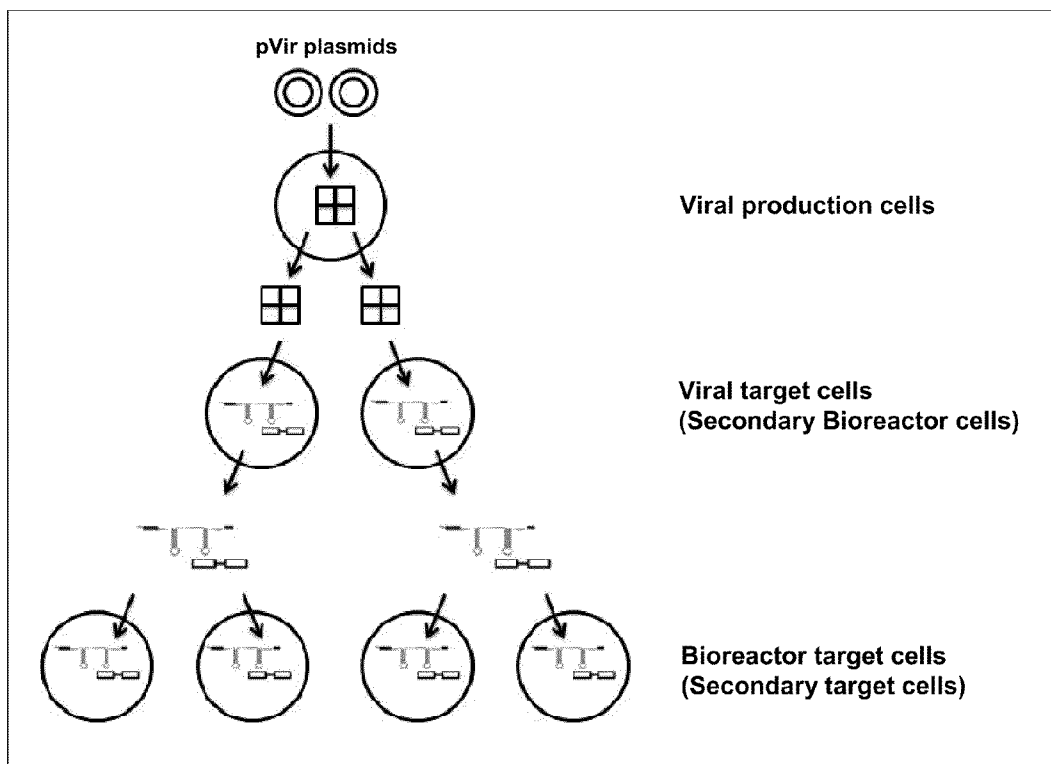 pVir plasmids
Viral production cells
Viral target cells
(Secondary Bioreactor cells)
Bioreactor target cells
(Secondary target cells)